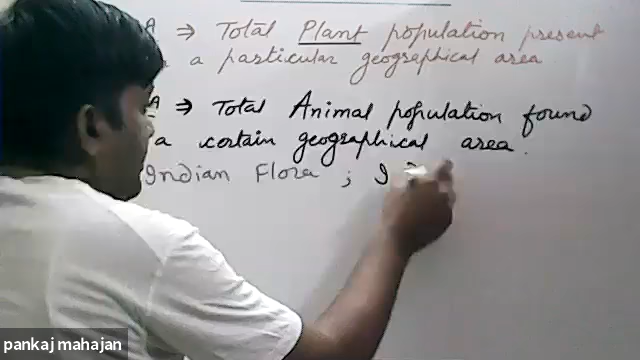 A ⇒ Total Plant population present
a particular geographical area
A ⇒ Total Animal population found
a certain geographical area.
Indian Flora ; I
pankaj mahajan